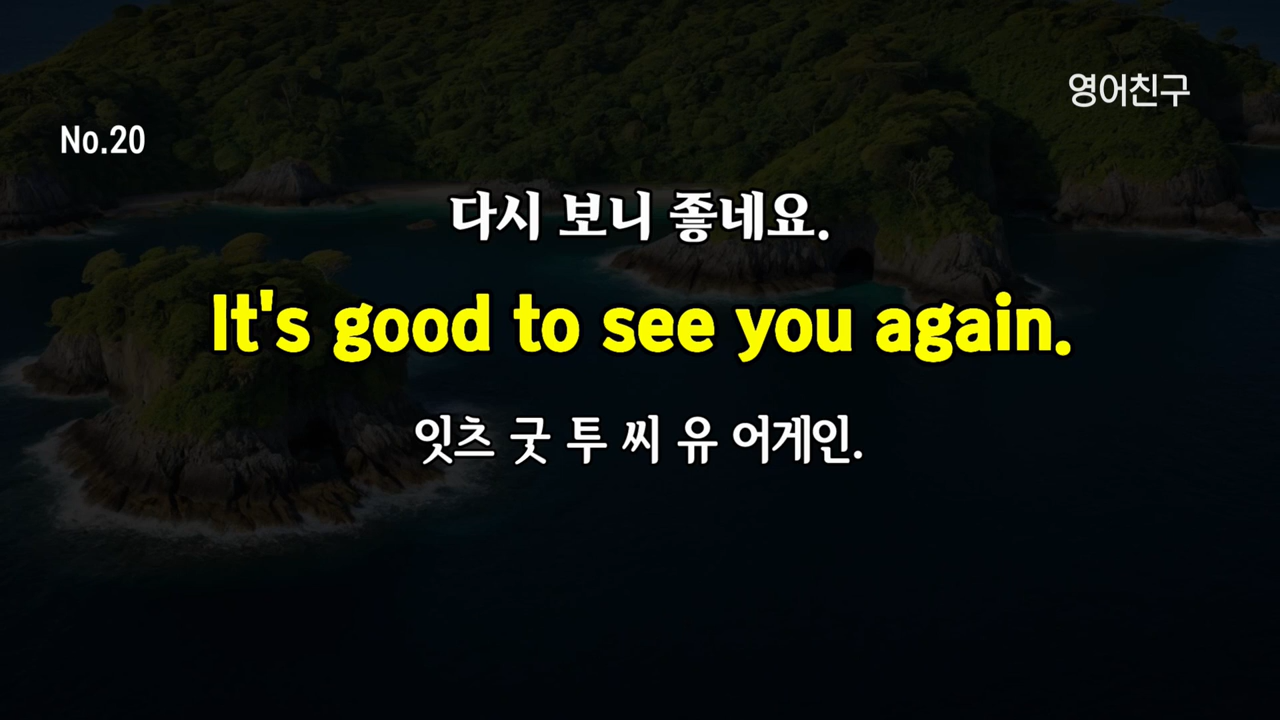 영어친구
No.20
다시 보니 좋네요.
It's good to see you again.
잇츠 굿 투 씨 유 어게인.